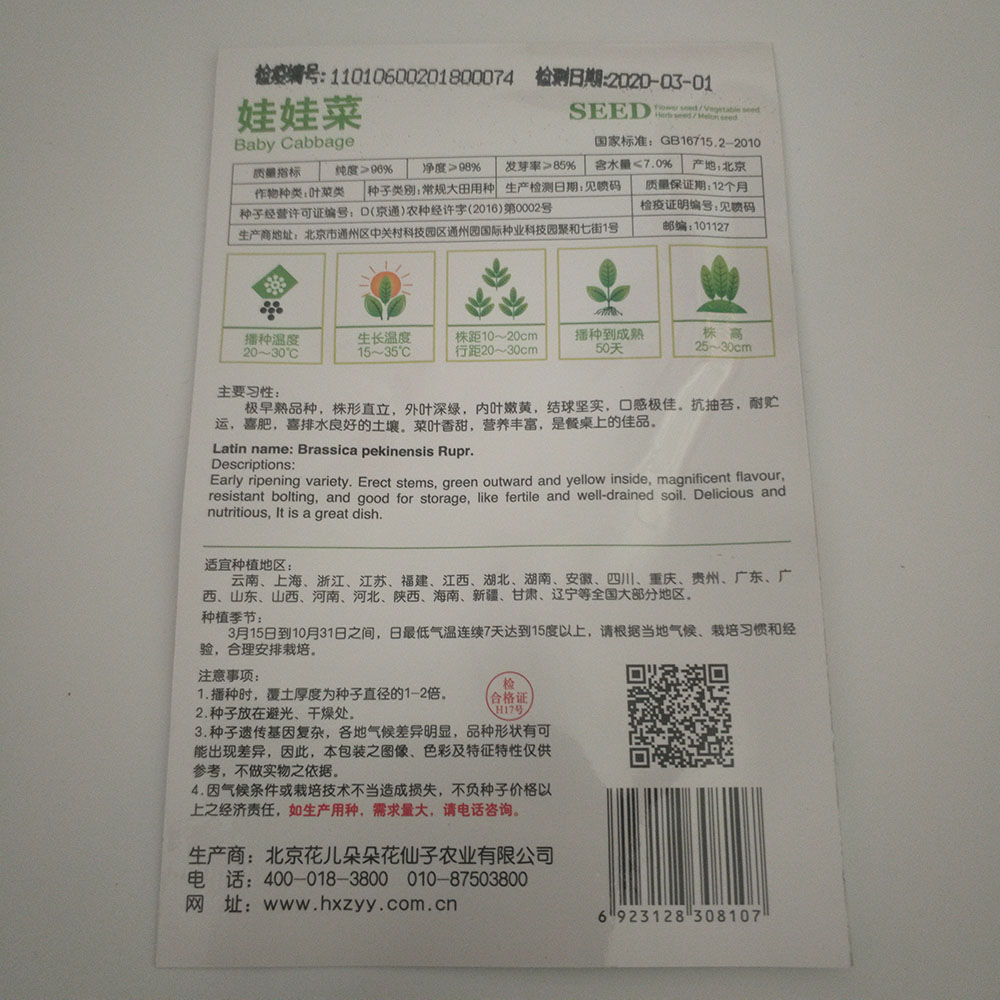 检疫编号:11010600201800074 检测日期:2020-03-01
娃娃菜
Baby Cabbage
SEED
Flower seed / Vegetable seed
Herb seed / Melon seed
国家标准：GB16715.2-2010
质量指标 纯度≥96% 净度≥98% 发芽率≥85% 含水量≤7.0% 产地:北京
作物种类:叶菜类 种子类别:常规大田用种 生产检测日期:见喷码 质量保证期:12个月
种子经营许可证编号：D(京通)农种经许字(2016)第0002号 检疫证明编号:见喷码
生产商地址：北京市通州区中关村科技园区通州园国际种业科技园聚和七街1号 邮编:101127
播种温度
20～30℃
生长温度
15～35℃
株距10～20cm
行距20～30cm
播种到成熟
50天
株 高
25～30cm
主要习性：
极早熟品种，株形直立，外叶深绿，内叶嫩黄，结球坚实，口感极佳。抗抽苔，耐贮
运，喜肥，喜排水良好的土壤。菜叶香甜，营养丰富，是餐桌上的佳品。
Latin name: Brassica pekinensis Rupr.
Descriptions:
Early ripening variety. Erect stems, green outward and yellow inside, magnificent flavour,
resistant bolting, and good for storage, like fertile and well-drained soil. Delicious and
nutritious, It is a great dish.
适宜种植地区：
云南、上海、浙江、江苏、福建、江西、湖北、湖南、安徽、四川、重庆、贵州、广东、广
西、山东、山西、河南、河北、陕西、海南、新疆、甘肃、辽宁等全国大部分地区。
种植季节：
3月15日到10月31日之间，日最低气温连续7天达到15度以上，请根据当地气候、栽培习惯和经
验，合理安排栽培。
注意事项：
1.播种时，覆土厚度为种子直径的1-2倍。
2.种子放在避光、干燥处。
3.种子遗传基因复杂，各地气候差异明显，品种形状有可
能出现差异，因此，本包装之图像、色彩及特征特性仅供
参考，不做实物之依据。
4.因气候条件或栽培技术不当造成损失，不负种子价格以
上之经济责任，如生产用种，需求量大，请电话咨询。
检
合格证
H17号
生产商：北京花儿朵朵花仙子农业有限公司
电 话：400-018-3800 010-87503800
网 址：www.hxzyy.com.cn
6 923128 308107